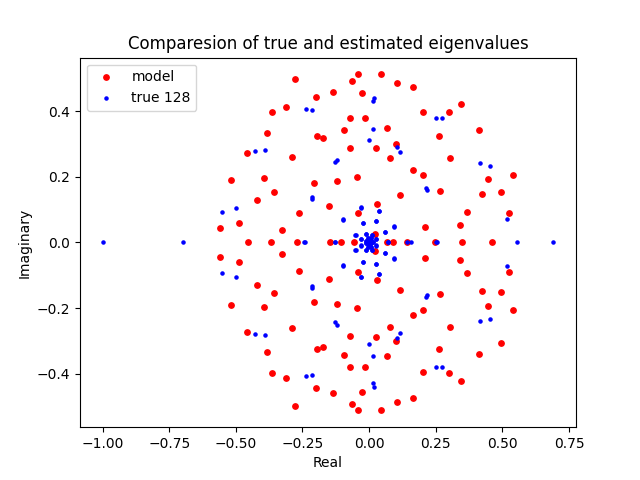 Comparesion of true and estimated eigenvalues
model
true 128
0.4
0.2
0.0
−0.2
−0.4
Imaginary
−1.00
−0.75
−0.50
−0.25
0.00
0.25
0.50
0.75
Real